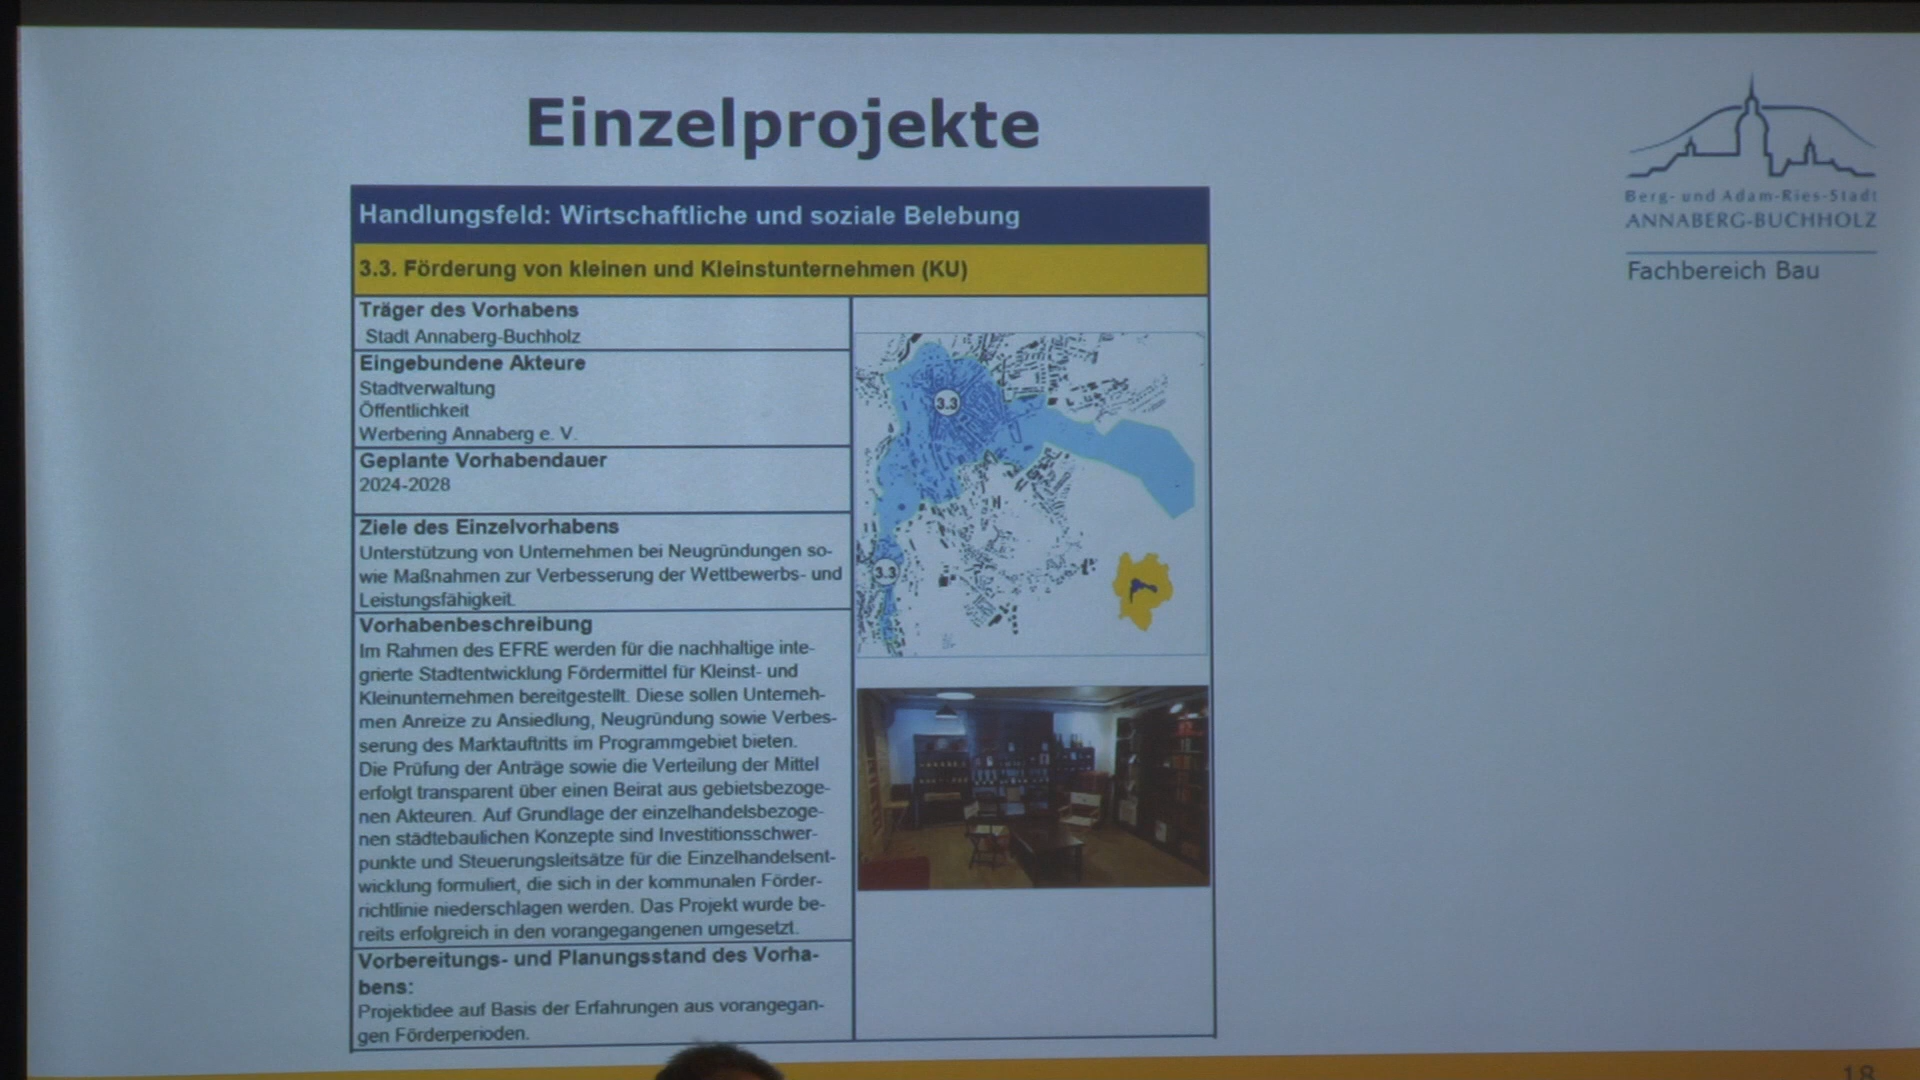 Einzelprojekte
Berg- und Adam-Ries-Stadt
ANNABERG-BUCHHOLZ
Fachbereich Bau
Handlungsfeld: Wirtschaftliche und soziale Belebung
3.3. Förderung von kleinen und Kleinstunternehmen (KU)
Träger des Vorhabens
Stadt Annaberg-Buchholz
Eingebundene Akteure
Stadtverwaltung
Öffentlichkeit
Werbering Annaberg e. V.
Geplante Vorhabendauer
2024-2028
Ziele des Einzelvorhabens
Unterstützung von Unternehmen bei Neugründungen so-
wie Maßnahmen zur Verbesserung der Wettbewerbs- und
Leistungsfähigkeit.
Vorhabenbeschreibung
Im Rahmen des EFRE werden für die nachhaltige inte-
grierte Stadtentwicklung Fördermittel für Kleinst- und
Kleinunternehmen bereitgestellt. Diese sollen Unterneh-
men Anreize zu Ansiedlung, Neugründung sowie Verbes-
serung des Marktauftritts im Programmgebiet bieten.
Die Prüfung der Anträge sowie die Verteilung der Mittel
erfolgt transparent über einen Beirat aus gebietsbezoge-
nen Akteuren. Auf Grundlage der einzelhandelsbezoge-
nen städtebaulichen Konzepte sind Investitionsschwer-
punkte und Steuerungsleitsätze für die Einzelhandelsent-
wicklung formuliert, die sich in der kommunalen Förder-
richtlinie niederschlagen werden. Das Projekt wurde be-
reits erfolgreich in den vorangegangenen umgesetzt.
Vorbereitungs- und Planungsstand des Vorha-
bens:
Projektidee auf Basis der Erfahrungen aus vorangegan-
gen Förderperioden.
3.3
3.3
18